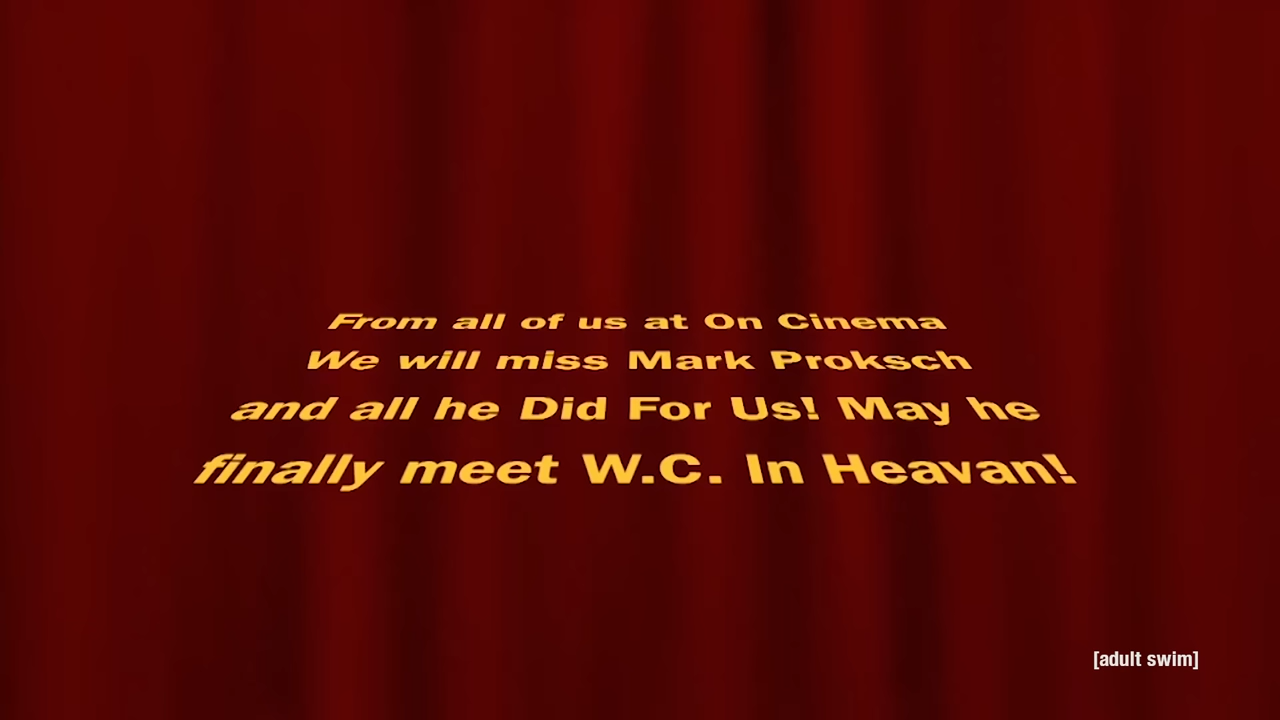 From all of us at On Cinema
We will miss Mark Proksch
and all he Did For Us! May he
finally meet W.C. In Heavan!
[adult swim]